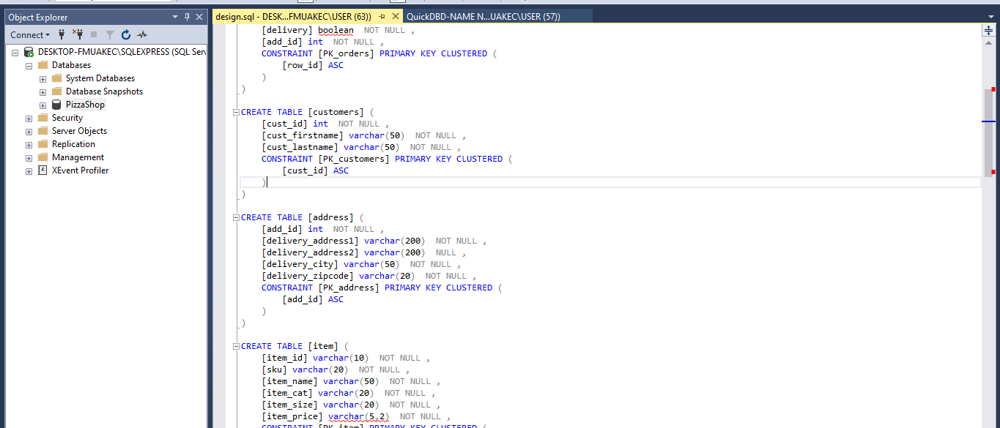 Object Explorer
Connect
DESKTOP-FMUAKEC\SQLEXPRESS (SQL Serv
Databases
System Databases
Database Snapshots
PizzaShop
Security
Server Objects
Replication
Management
XEvent Profiler
design.sql - DESK...FMUAKEC\USER (63))
QuickDBD-NAME N...UAKEC\USER (57))
[delivery] boolean  NOT NULL ,
[add_id] int  NOT NULL ,
CONSTRAINT [PK_orders] PRIMARY KEY CLUSTERED (
[row_id] ASC
)
)
CREATE TABLE [customers] (
[cust_id] int  NOT NULL ,
[cust_firstname] varchar(50)  NOT NULL ,
[cust_lastname] varchar(50)  NOT NULL ,
CONSTRAINT [PK_customers] PRIMARY KEY CLUSTERED (
[cust_id] ASC
)
)
CREATE TABLE [address] (
[add_id] int  NOT NULL ,
[delivery_address1] varchar(200)  NOT NULL ,
[delivery_address2] varchar(200)  NULL ,
[delivery_city] varchar(50)  NOT NULL ,
[delivery_zipcode] varchar(20)  NOT NULL ,
CONSTRAINT [PK_address] PRIMARY KEY CLUSTERED (
[add_id] ASC
)
)
CREATE TABLE [item] (
[item_id] varchar(10)  NOT NULL ,
[sku] varchar(20)  NOT NULL ,
[item_name] varchar(50)  NOT NULL ,
[item_cat] varchar(20)  NOT NULL ,
[item_size] varchar(20)  NOT NULL ,
[item_price] varchar(5,2)  NOT NULL ,
CONSTRAINT [PK_item] PRIMARY KEY CLUSTERED (